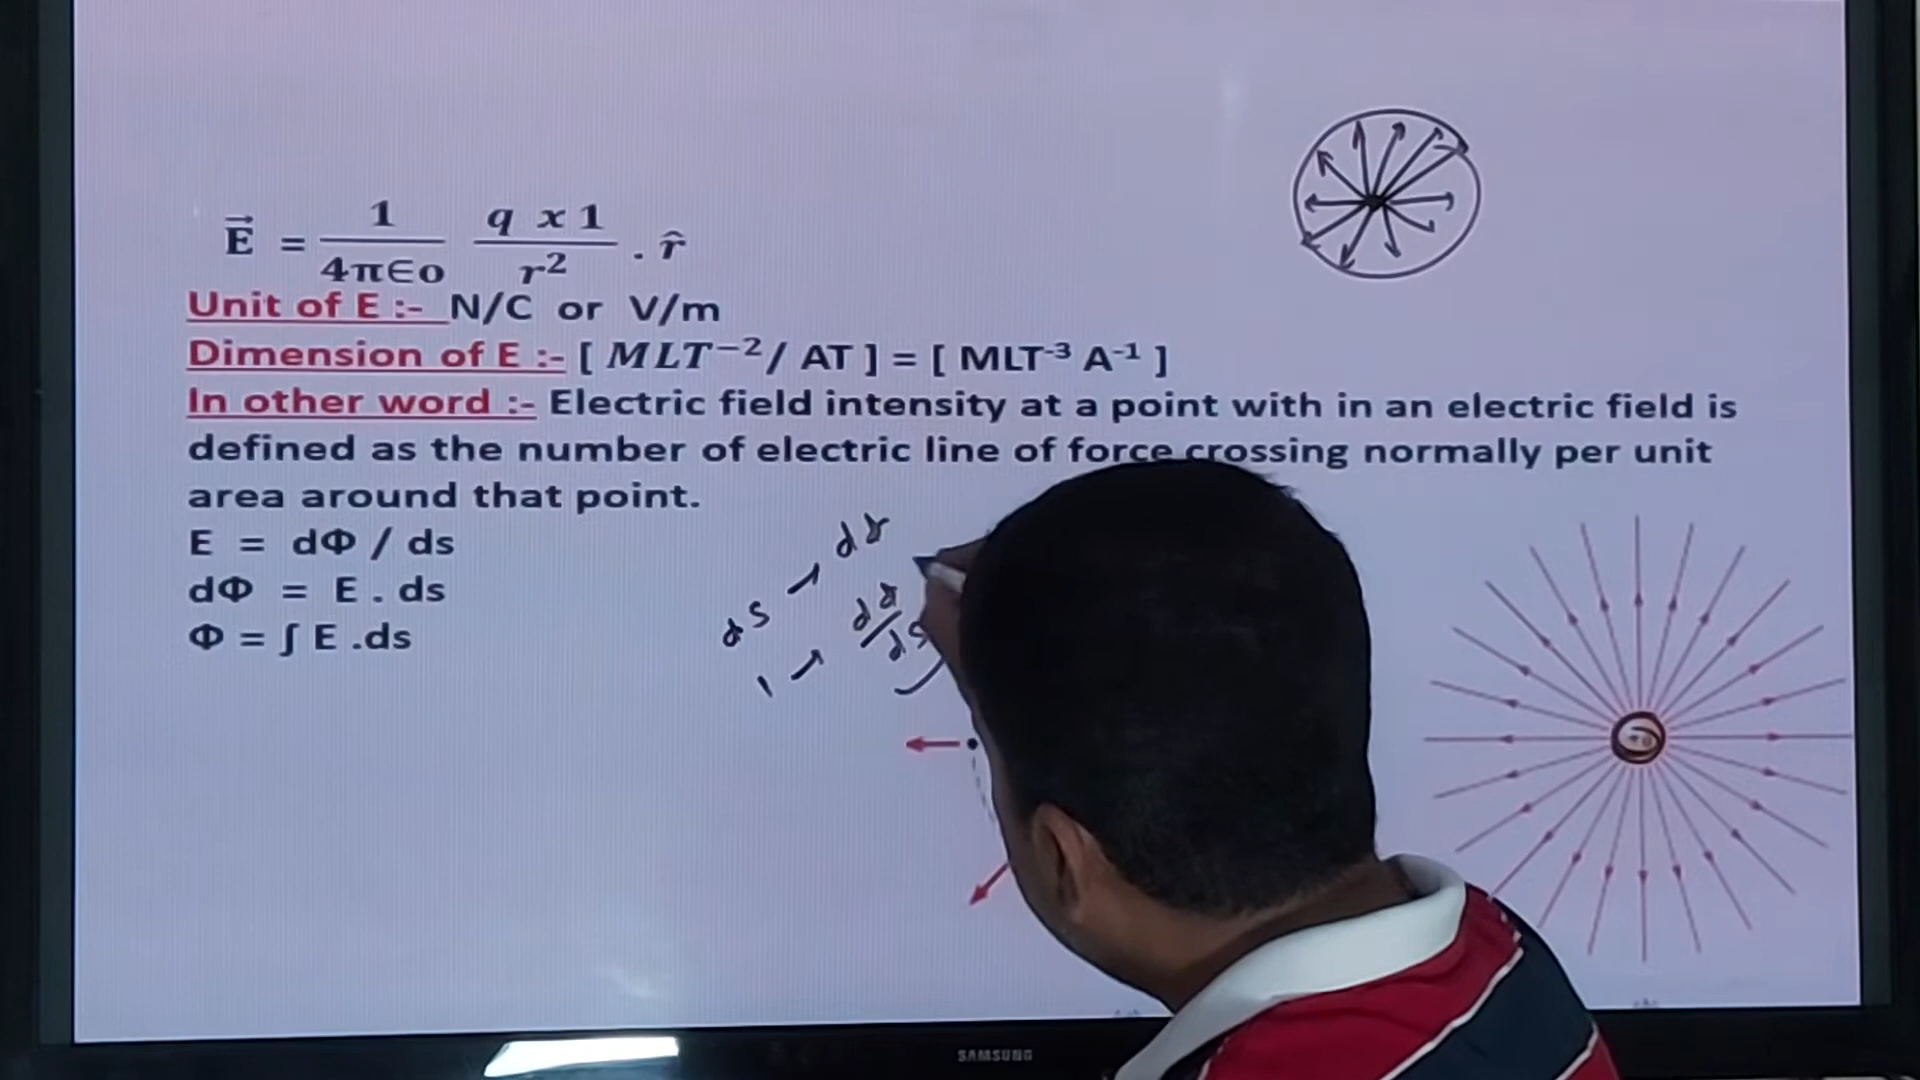 E⃗ = 1 / 4π∈o q x 1 / r² . r̂
Unit of E :- N/C or V/m
Dimension of E :- [ MLT⁻² / AT ] = [ MLT⁻³ A⁻¹ ]
In other word :- Electric field intensity at a point with in an electric field is
defined as the number of electric line of force crossing normally per unit
area around that point.
E = dΦ / ds
dΦ = E . ds
Φ = ∫ E .ds
ds →
1 →
SAMSUNG